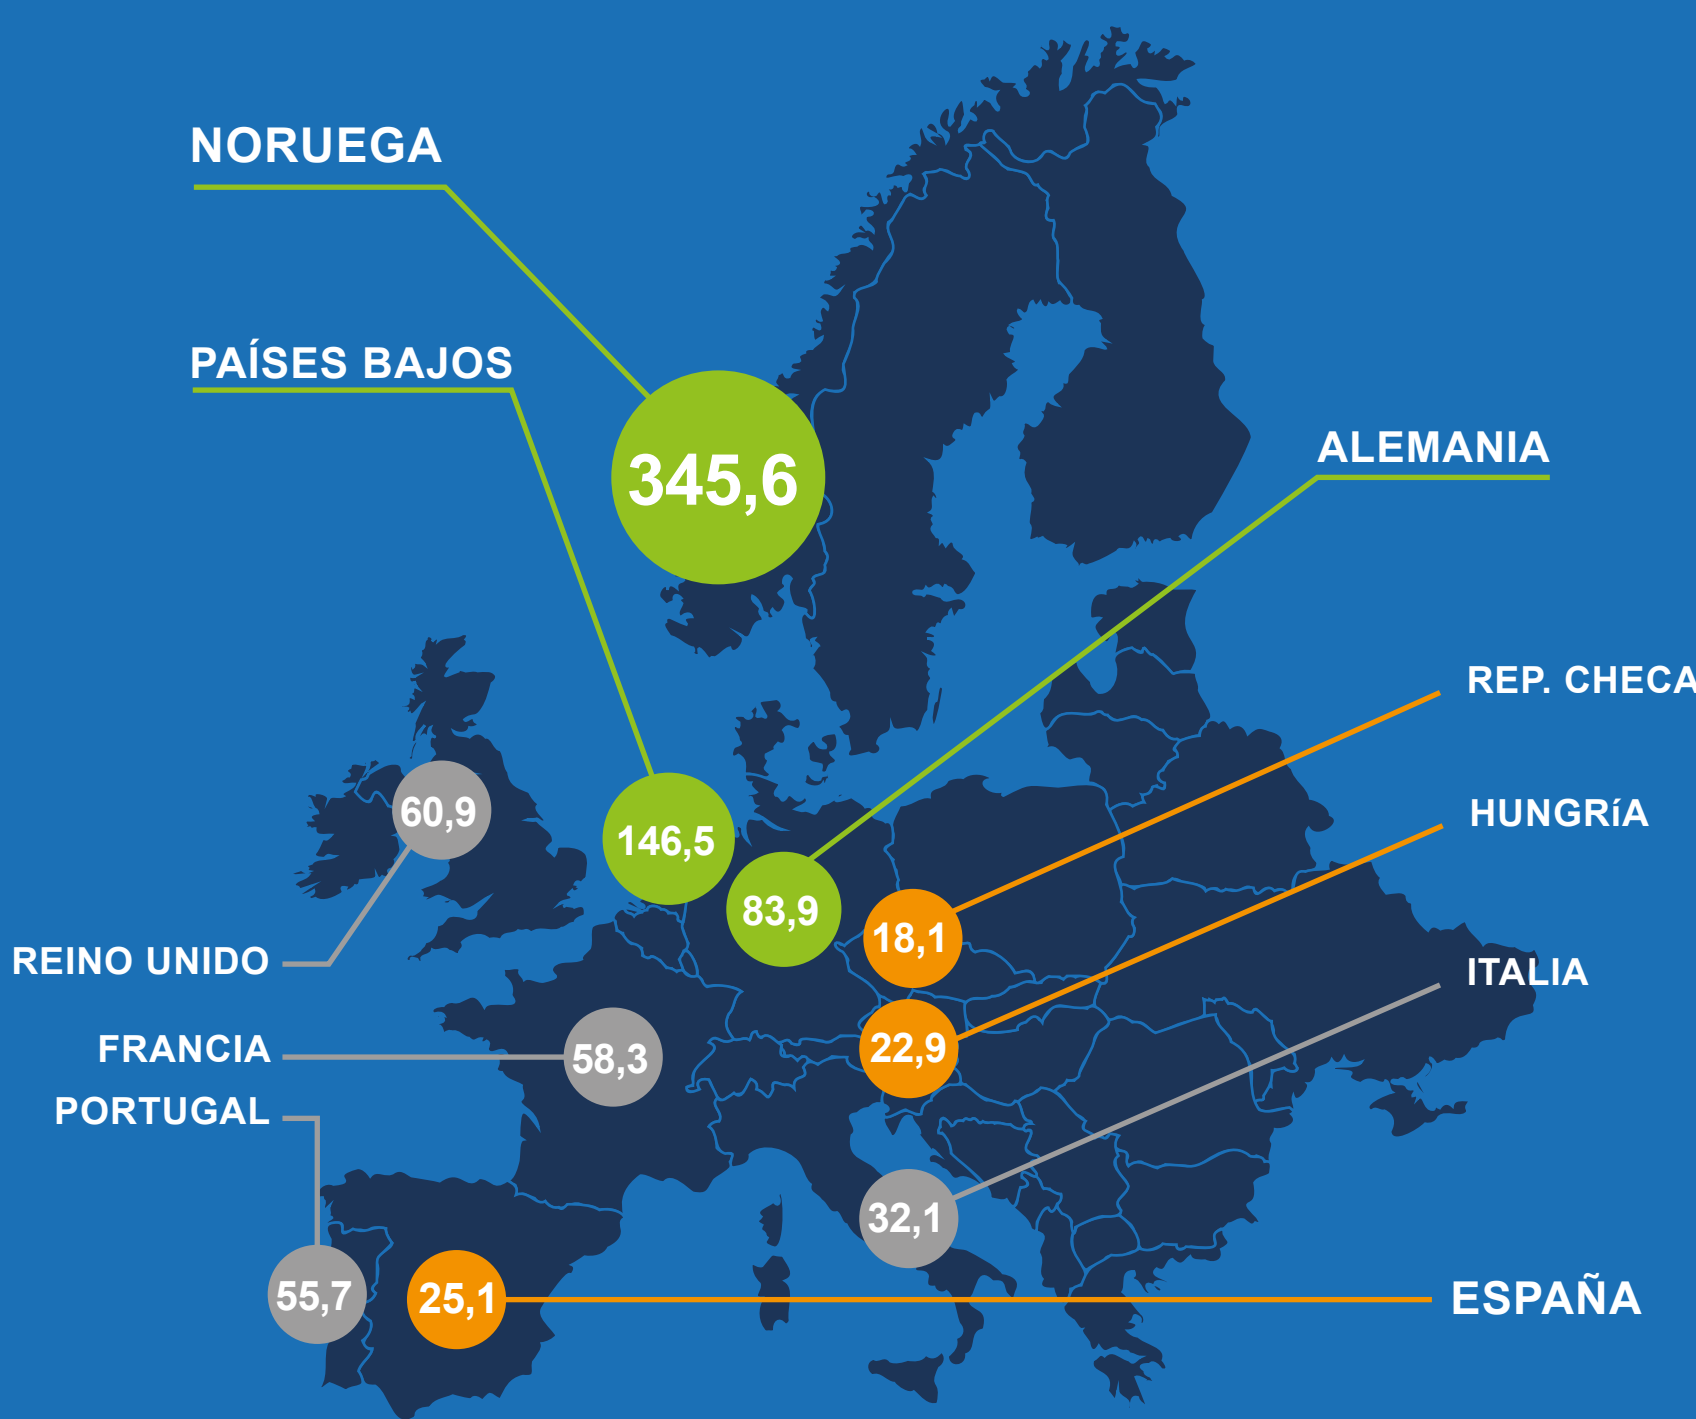 NORUEGA
345,6
PAÍSES BAJOS
146,5
ALEMANIA
83,9
REP. CHECA
18,1
HUNGRíA
22,9
ITALIA
32,1
REINO UNIDO
60,9
FRANCIA
58,3
PORTUGAL
55,7
ESPAÑA
25,1